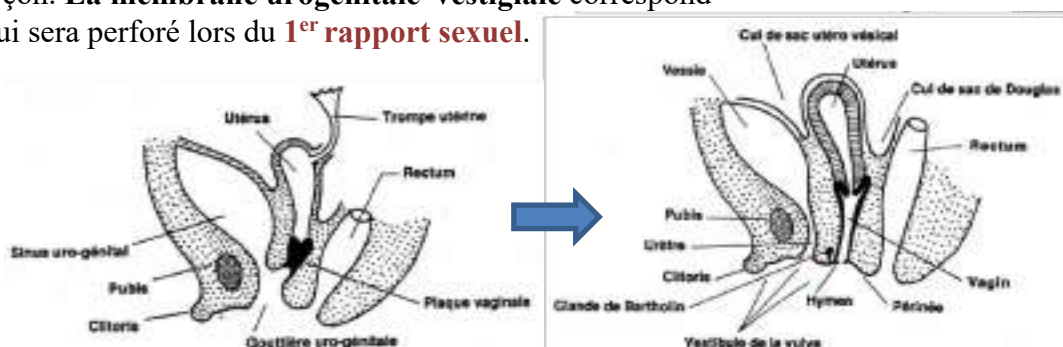 çon. La membrane urogénitale vestigiale correspond
ui sera perforé lors du 1er rapport sexuel.
Utérus
Trompe utérine
Rectum
Sinus uro-génital
Pubis
Clitoris
Plaque vaginale
Gouttière uro-génitale
Cul de sac utéro vésical
Utérus
Vessie
Cul de sac de Douglas
Rectum
Pubis
Urètre
Clitoris
Vagin
Glande de Bartholin
Hymen
Périnée
Vestibule de la vulve